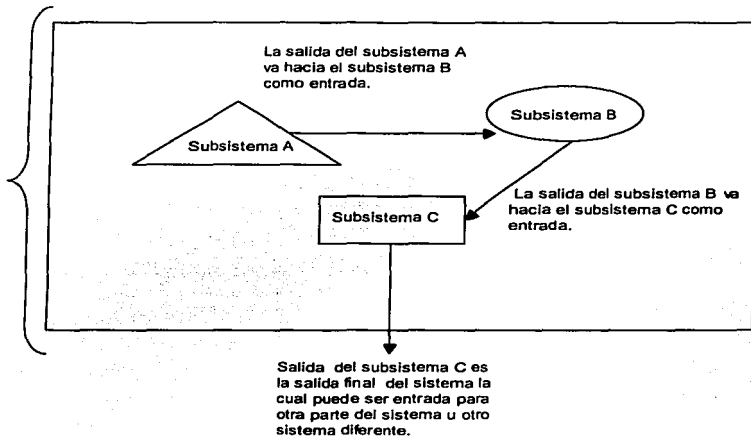 La salida del subsistema A
va hacia el subsistema B
como entrada.
Subsistema A
Subsistema B
La salida del subsistema B va
hacia el subsistema C como
entrada.
Subsistema C
Salida del subsistema C es
la salida final del sistema la
cual puede ser entrada para
otra parte del sistema u otro
sistema diferente.